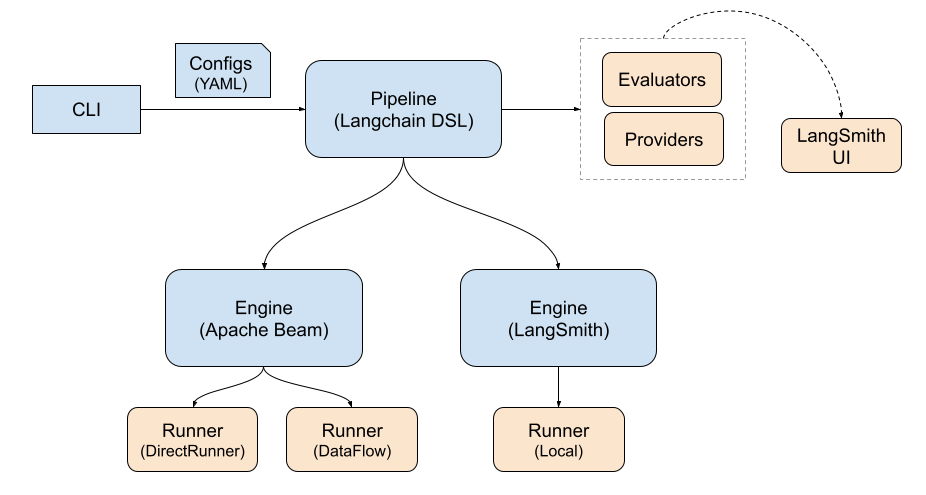 Configs
(YAML)
CLI
Pipeline
(Langchain DSL)
Evaluators
Providers
LangSmith
UI
Engine
(Apache Beam)
Engine
(LangSmith)
Runner
(DirectRunner)
Runner
(DataFlow)
Runner
(Local)